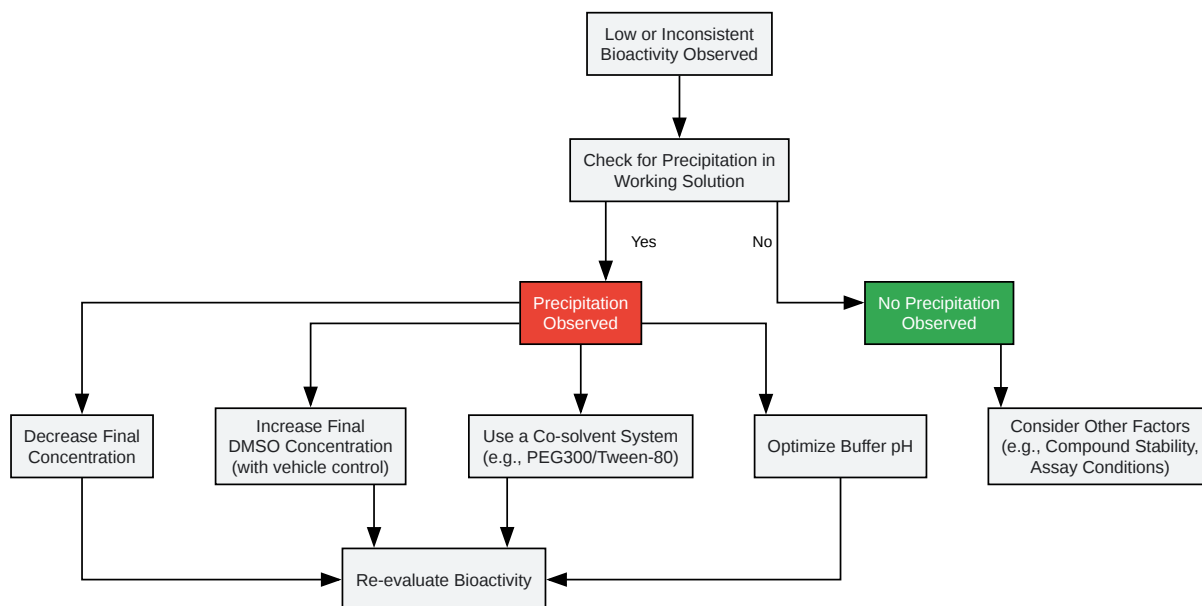 Low or Inconsistent
Bioactivity Observed
Check for Precipitation in
Working Solution
Yes
No
Precipitation
Observed
No Precipitation
Observed
Decrease Final
Concentration
Increase Final
DMSO Concentration
(with vehicle control)
Use a Co-solvent System
(e.g., PEG300/Tween-80)
Optimize Buffer pH
Consider Other Factors
(e.g., Compound Stability,
Assay Conditions)
Re-evaluate Bioactivity